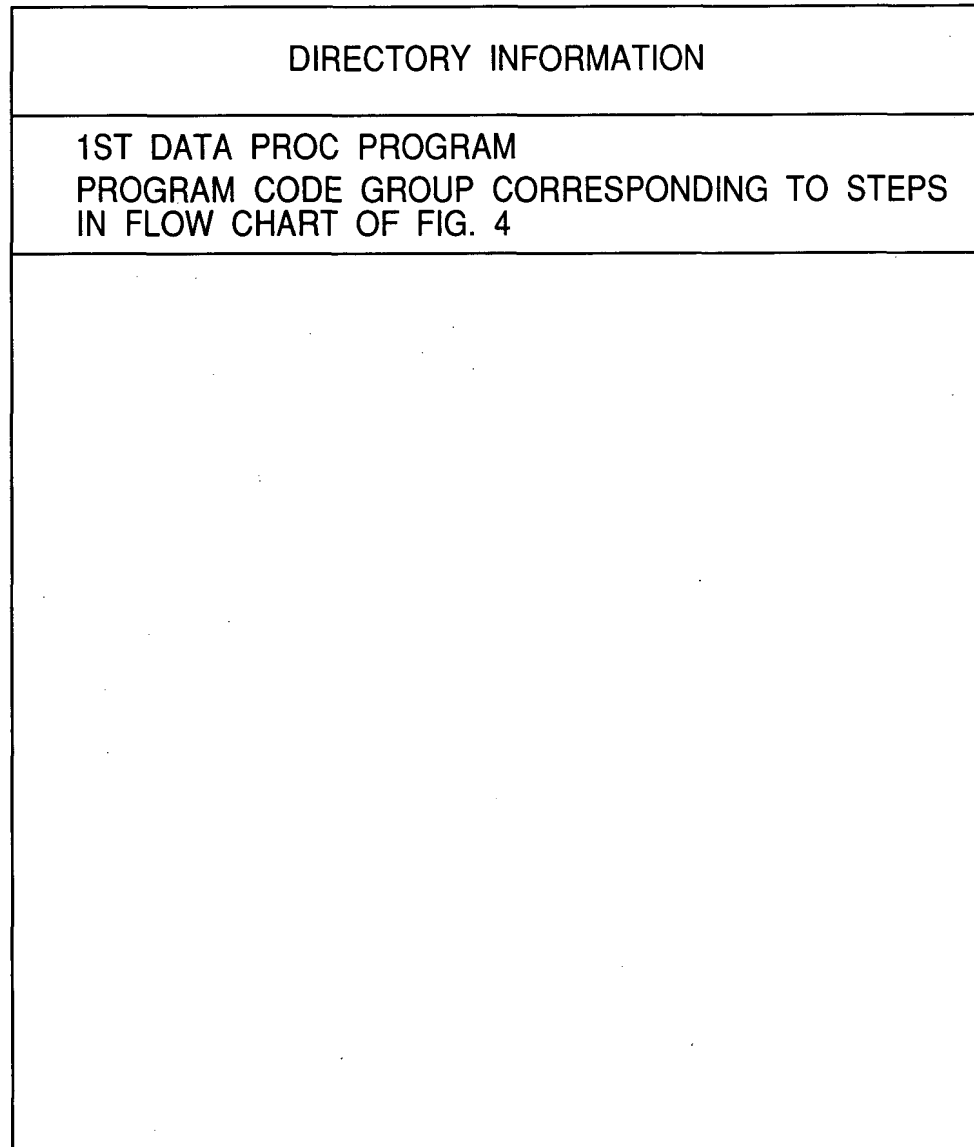 DIRECTORY INFORMATION
1ST DATA PROC PROGRAM
PROGRAM CODE GROUP CORRESPONDING TO STEPS
IN FLOW CHART OF FIG. 4